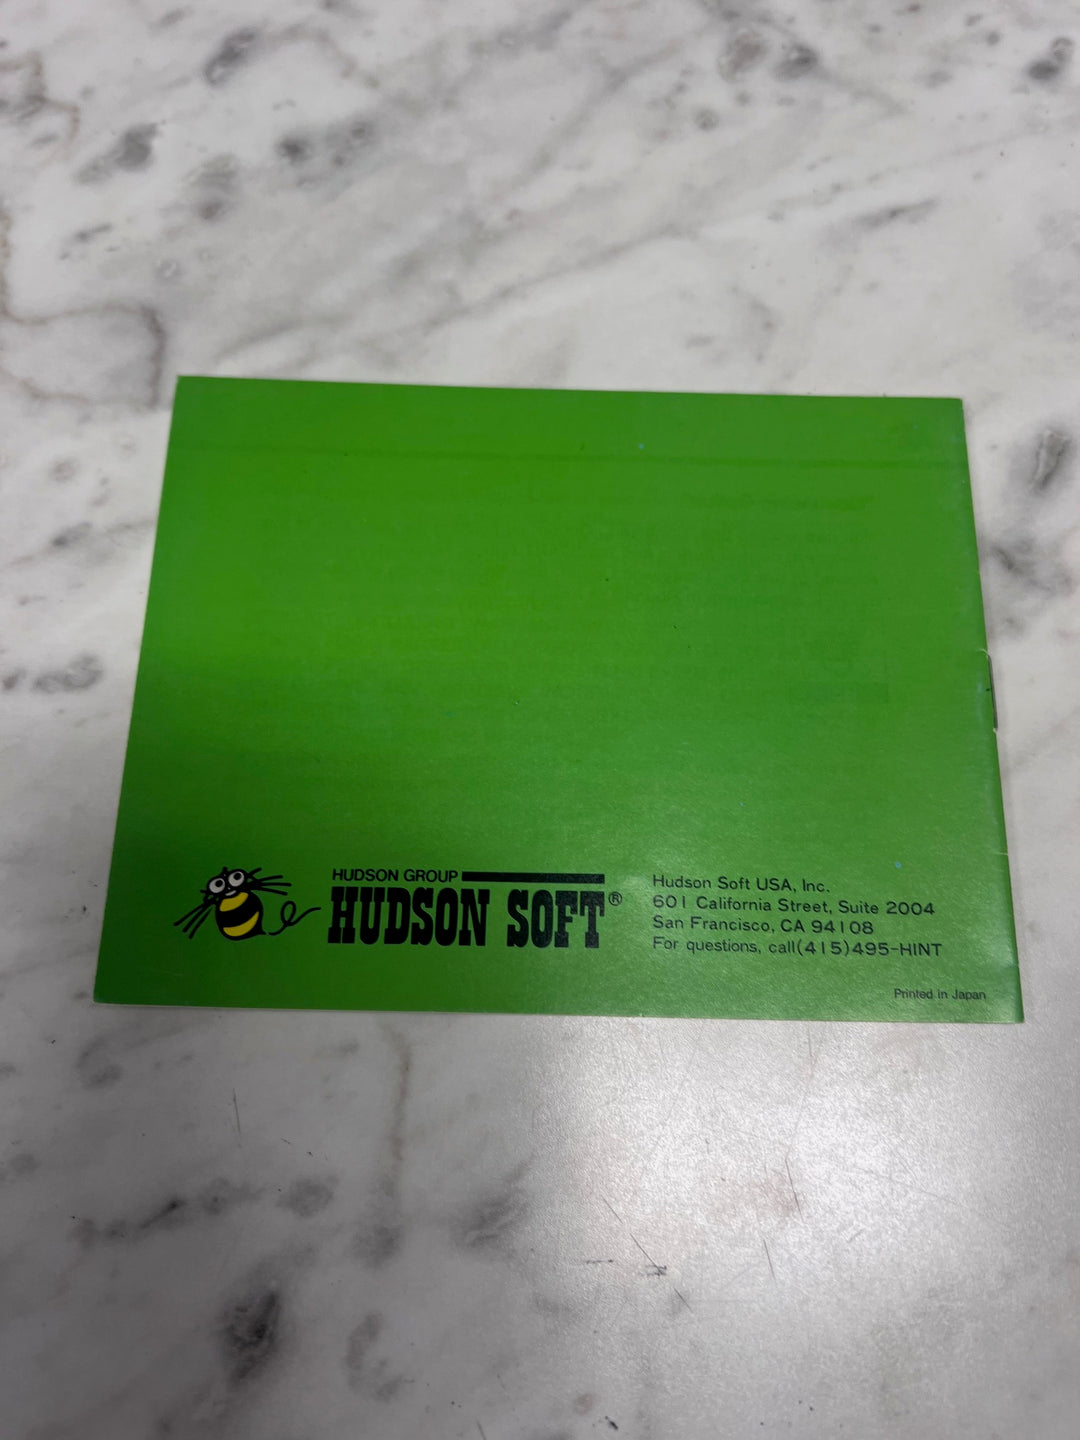 HUDSON GROUP
HUDSON SOFT®
Hudson Soft USA, Inc.
601 California Street, Suite 2004
San Francisco, CA 94108
For questions, call(415)495-HINT
Printed in Japan